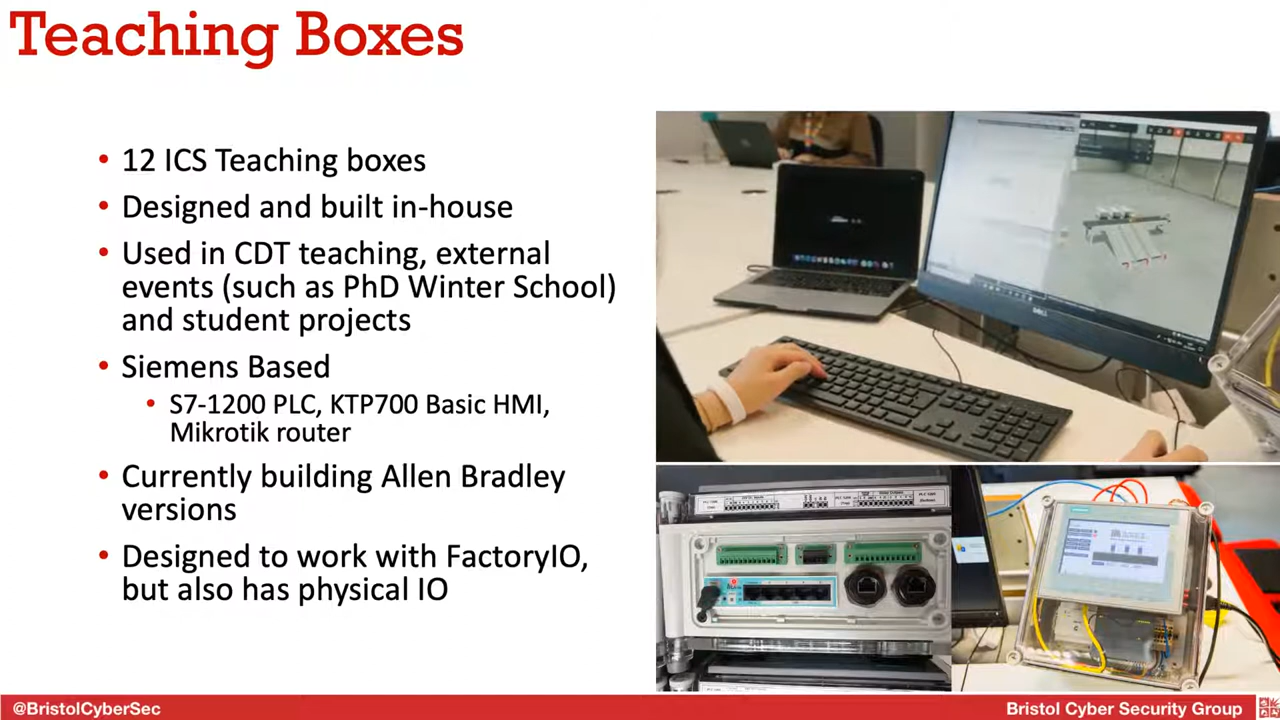 Teaching Boxes
• 12 ICS Teaching boxes
• Designed and built in-house
• Used in CDT teaching, external
events (such as PhD Winter School)
and student projects
• Siemens Based
• S7-1200 PLC, KTP700 Basic HMI,
Mikrotik router
• Currently building Allen Bradley
versions
• Designed to work with FactoryIO,
but also has physical IO
DELL
@BristolCyberSec
Bristol Cyber Security Group